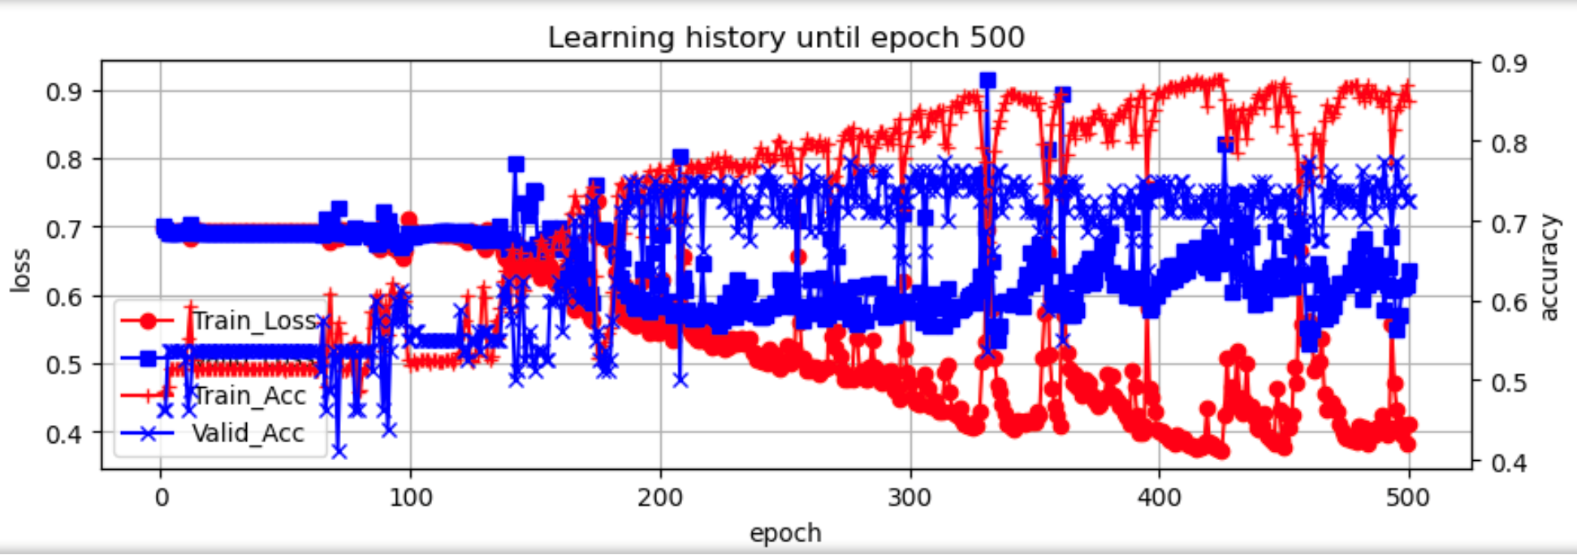 Learning history until epoch 500
0.9
0.8
0.7
0.6
0.5
0.4
loss
0.9
0.8
0.7
0.6
0.5
0.4
accuracy
Train_Loss
Train_Acc
Valid_Acc
0 100 200 300 400 500
epoch